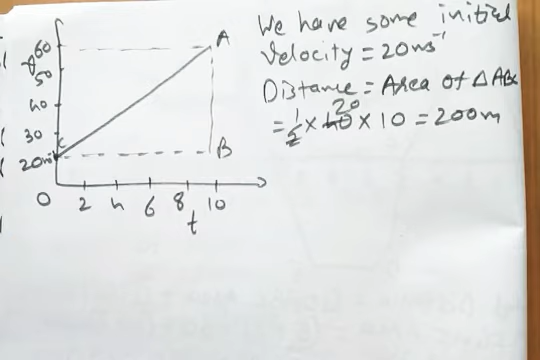 We have some initial
Velocity = 20ms⁻¹
Distance = Area of △ABC
= 1/2 × 40 20 × 10 = 200m
60
A
50
40
30
C
20
B
O 2 4 6 8 10
t